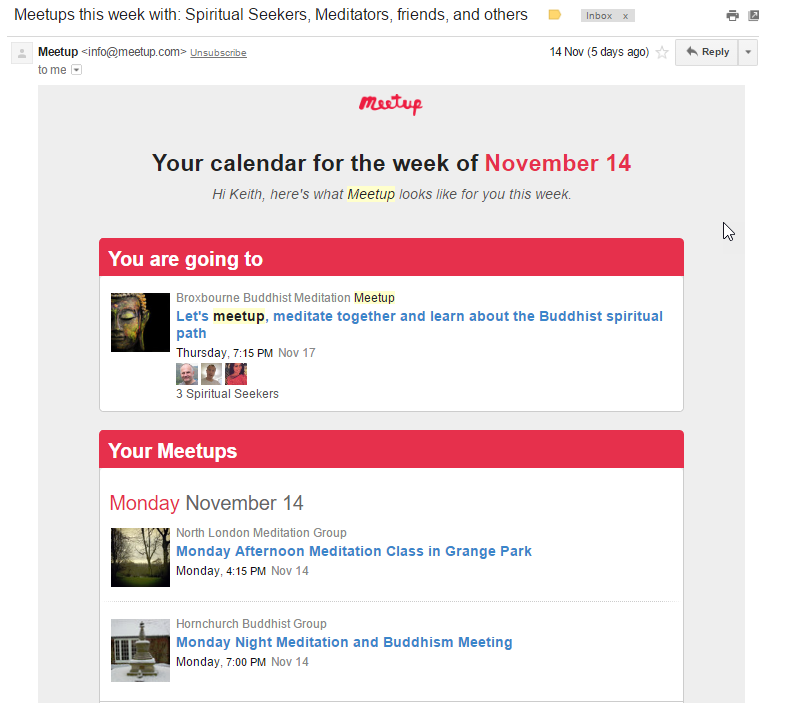 Meetups this week with: Spiritual Seekers, Meditators, friends, and others
Inbox x
Meetup <info@meetup.com> Unsubscribe
14 Nov (5 days ago)
Reply
to me
meetup
Your calendar for the week of November 14
Hi Keith, here's what Meetup looks like for you this week.
You are going to
Broxbourne Buddhist Meditation Meetup
Let's meetup, meditate together and learn about the Buddhist spiritual
path
Thursday, 7:15 PM Nov 17
3 Spiritual Seekers
Your Meetups
Monday November 14
North London Meditation Group
Monday Afternoon Meditation Class in Grange Park
Monday, 4:15 PM Nov 14
Hornchurch Buddhist Group
Monday Night Meditation and Buddhism Meeting
Monday, 7:00 PM Nov 14